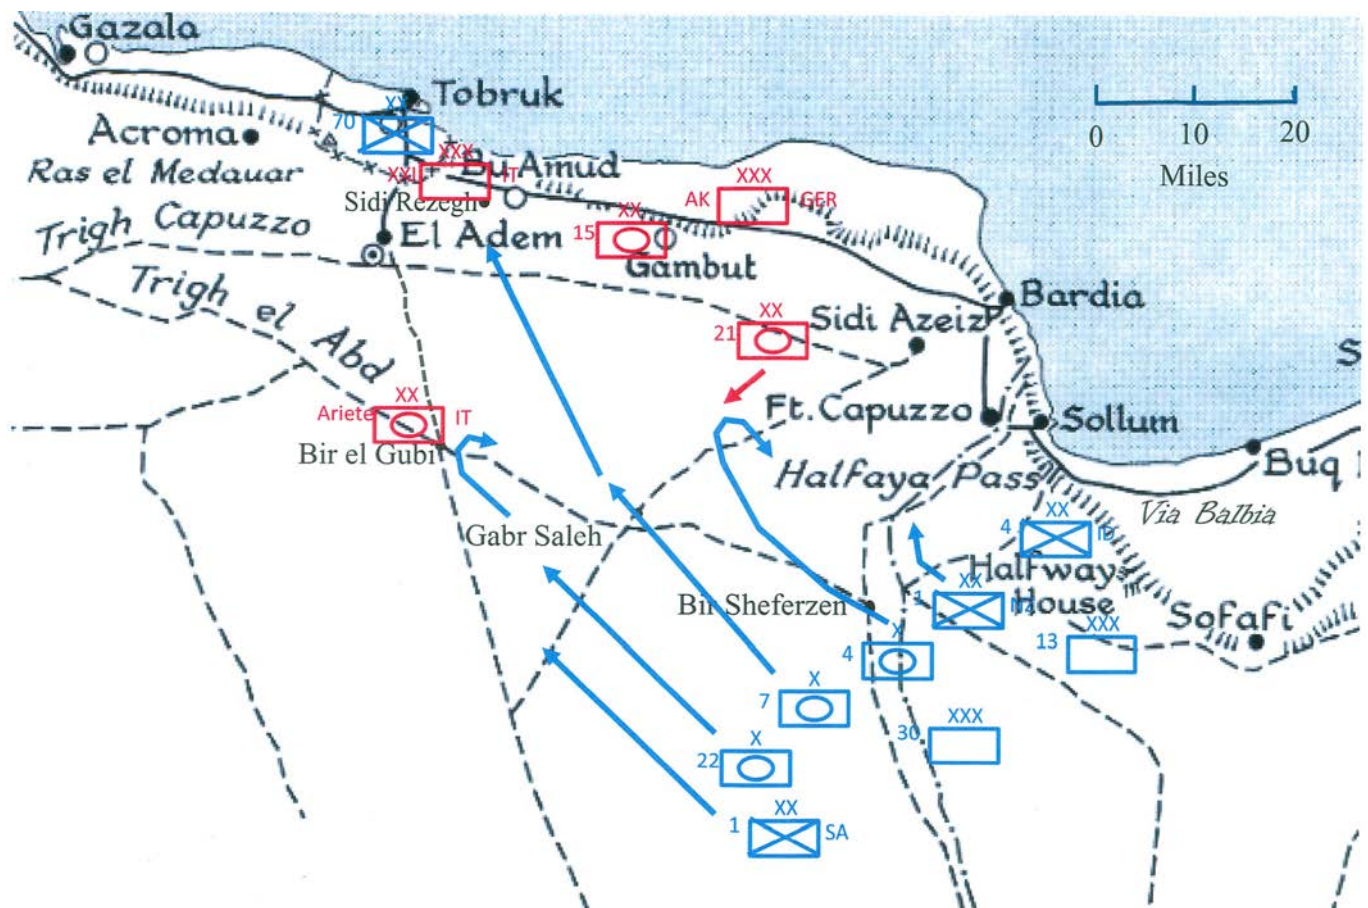 Gazala
Tobruk
XX
70
Acroma
XXX
XXI
IT
Bu Amud
Ras el Medauar
Sidi Rezegh
XXX
AK
GER
0
10
20
Miles
Trigh Capuzzo
El Adem
XX
15
Gambut
Trigh el Abd
XX
21
Sidi Azeiz
Bardia
S
XX
Ariete
IT
Bir el Gubi
Ft. Capuzzo
Sollum
Buq
Halfaya Pass
Via Balbia
Gabr Saleh
XX
4
ID
Halfway House
XX
1
NZ
Bir Sheferzen
Sofafi
XXX
13
X
4
X
7
XXX
30
X
22
XX
1
SA